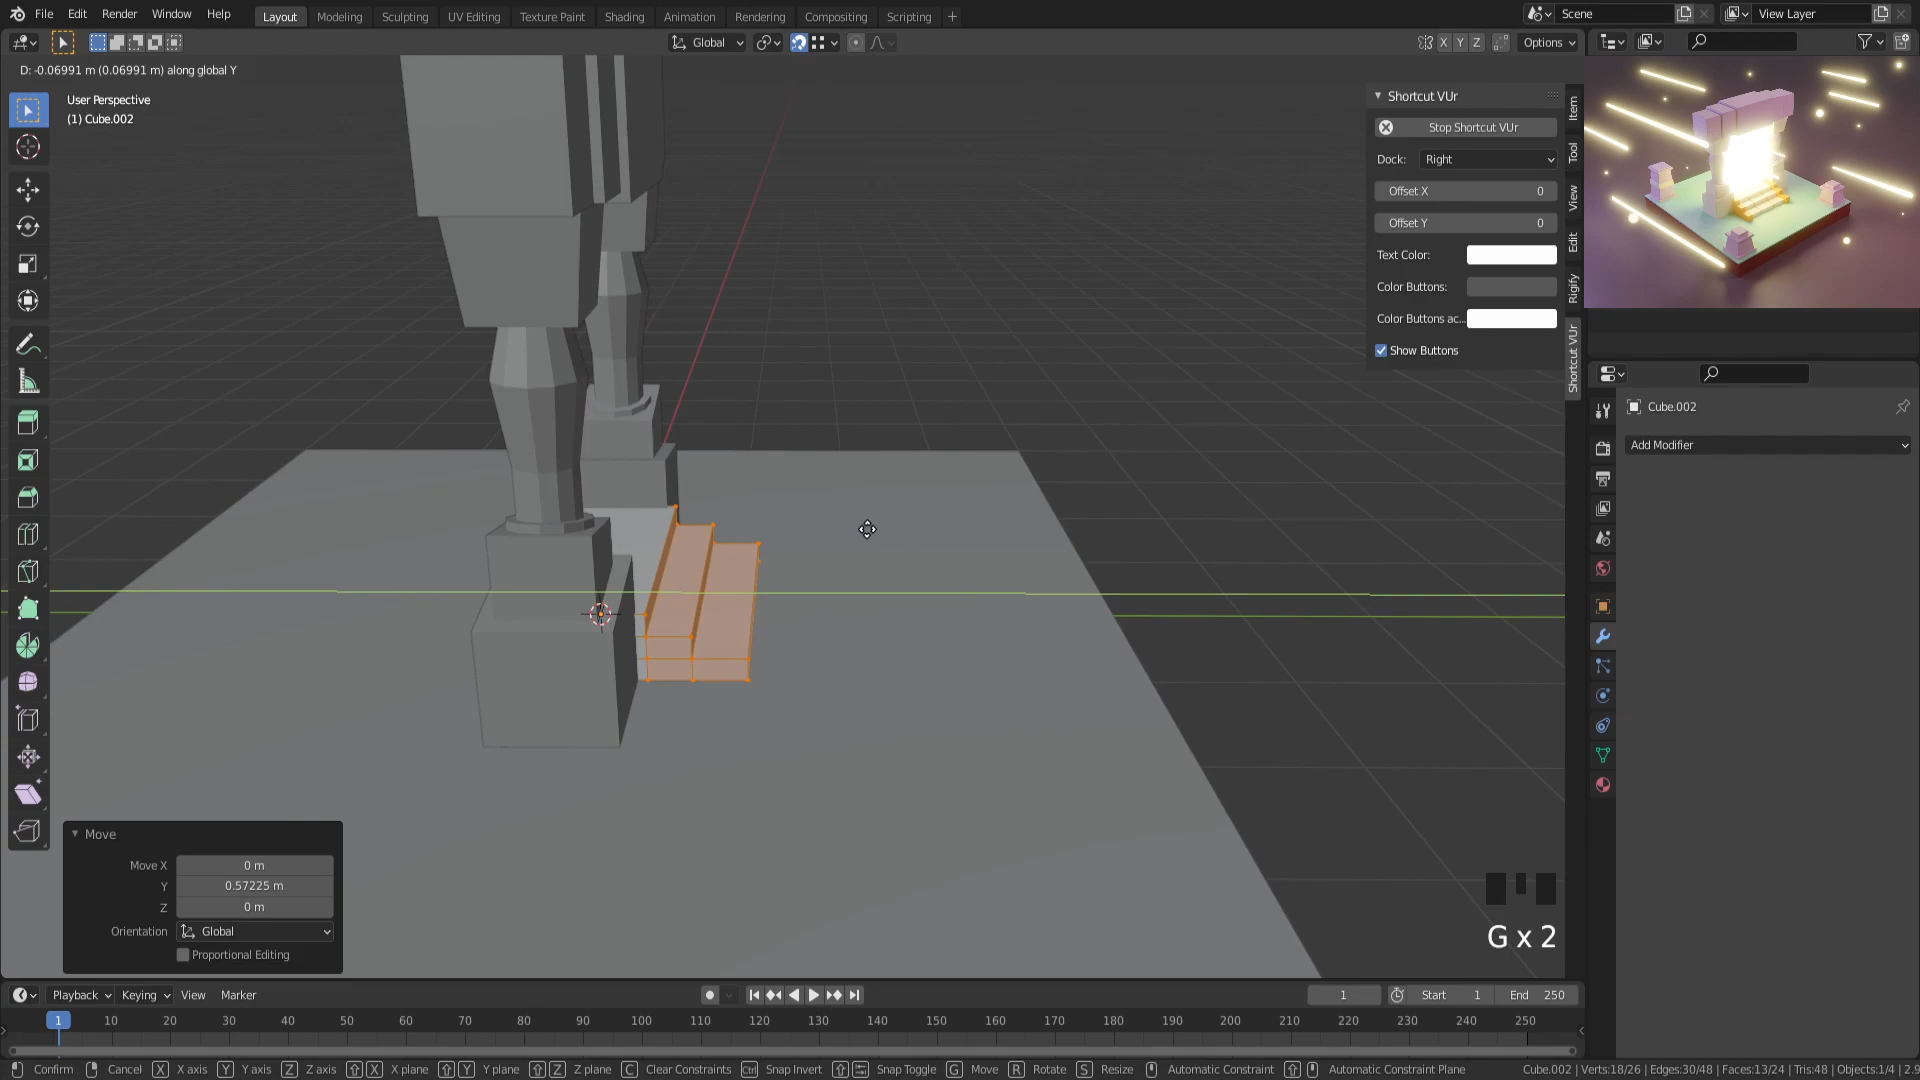 File Edit Render Window Help Layout Modeling Sculpting UV Editing Texture Paint Shading Animation Rendering Compositing Scripting Scene View Layer
Global Options
D: -0.06991 m (0.06991 m) along global Y
X Y Z
User Perspective
(1) Cube.002
Shortcut VUr
Stop Shortcut VUr
Dock: Right
Offset X 0
Offset Y 0
Text Color:
Color Buttons:
Color Buttons ac...
Show Buttons
Item
Tool
View
Edit
Rigify
Shortcut VUr
Cube.002
Add Modifier
Move
Move X 0 m
Y 0.57225 m
Z 0 m
Orientation Global
Proportional Editing
G x 2
Playback Keying View Marker 1 Start 1 End 250
1 10 20 30 40 50 60 70 80 90 100 110 120 130 140 150 160 170 180 190 200 210 220 230 240 250
Confirm Cancel X X axis Y Y axis Z Z axis X X plane Y Y plane Z Z plane C Clear Constraints Ctrl Snap Invert Snap Toggle G Move R Rotate S Resize Automatic Constraint Automatic Constraint Plane Cube.002 | Verts:18/26 | Edges:30/48 | Faces:13/24 | Tris:48 | Objects:1/4 | 2.9